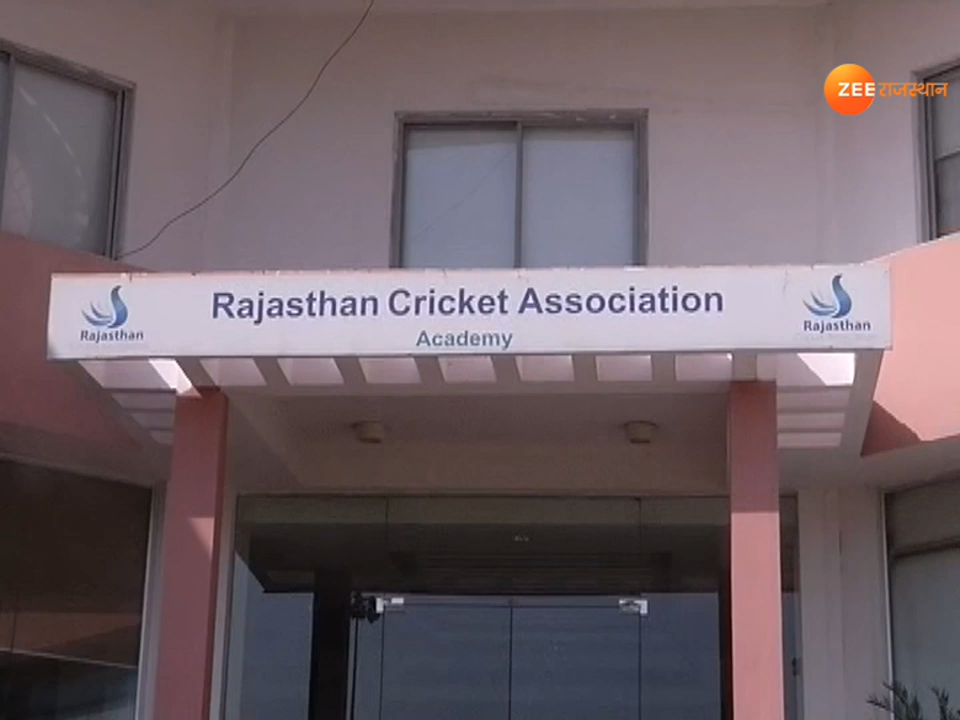 ZEE राजस्थान
Rajasthan Cricket Association
Academy
Rajasthan
Rajasthan